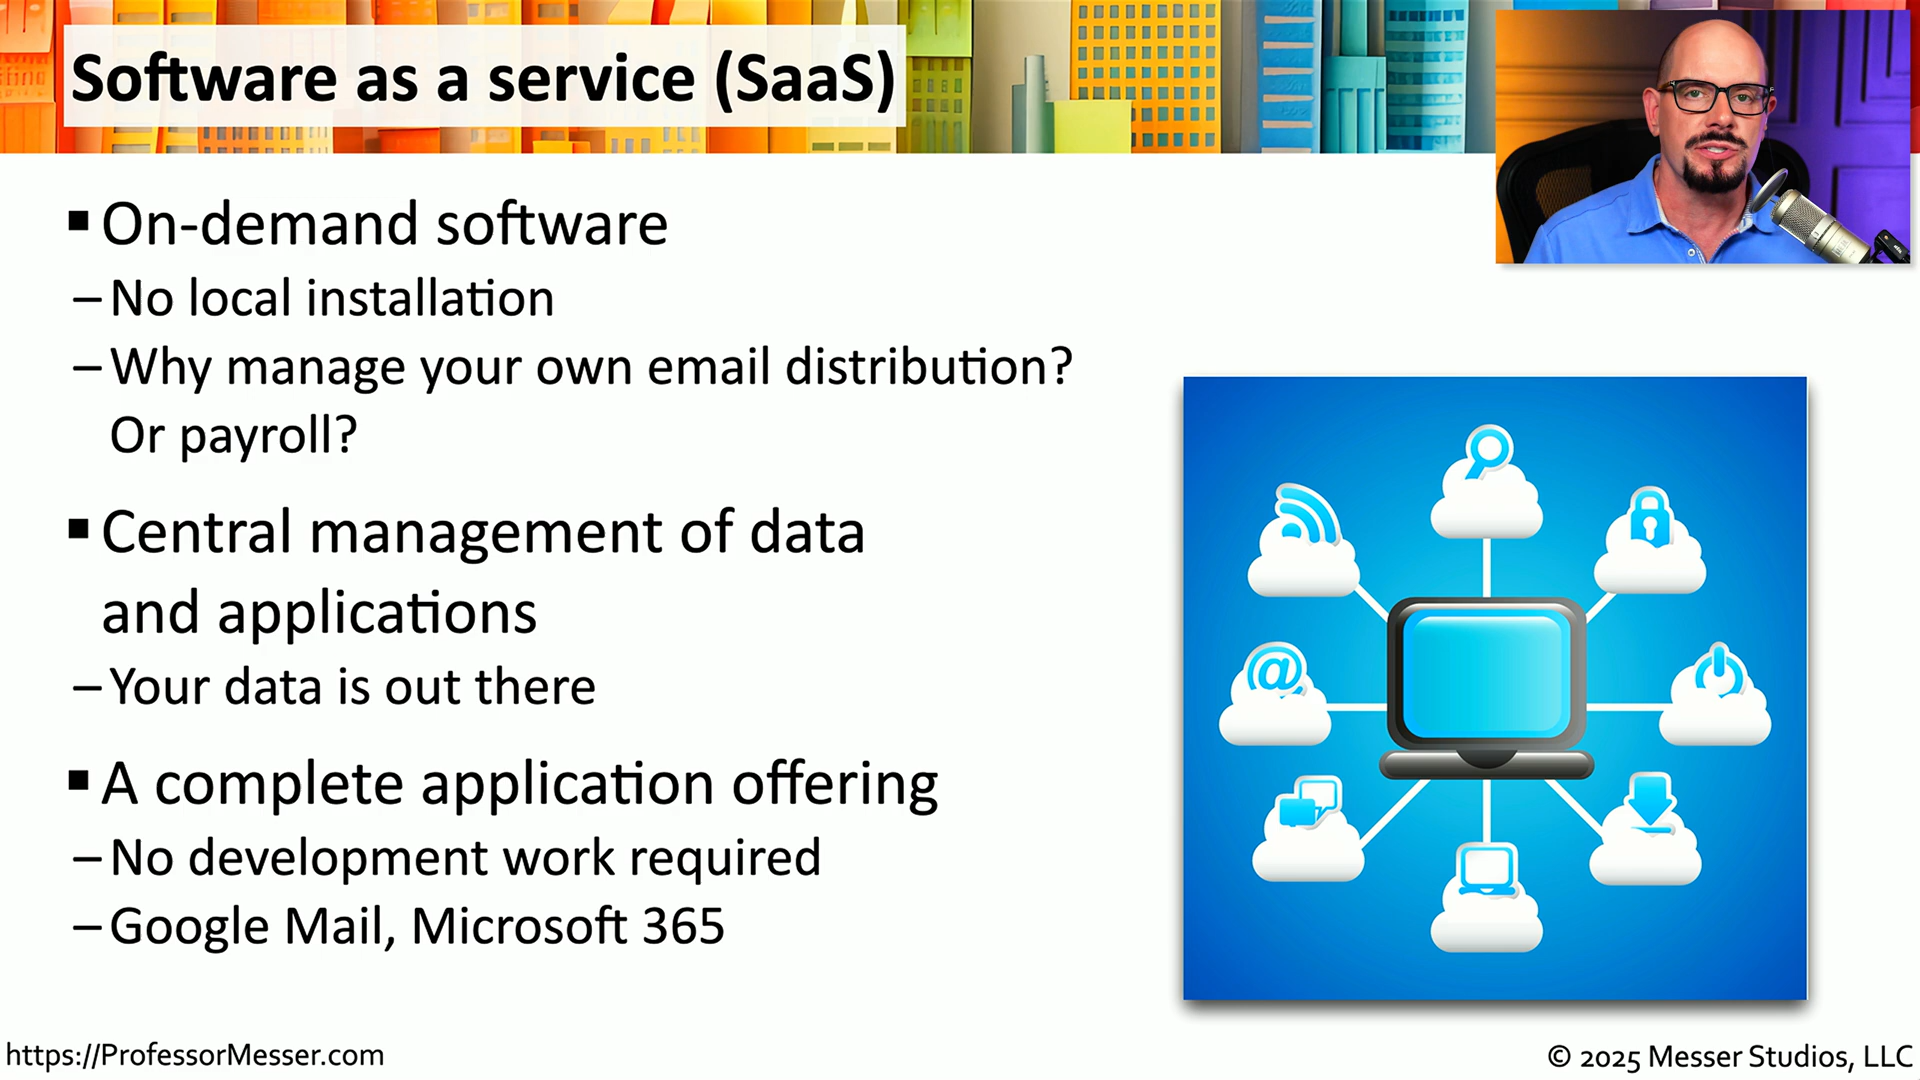 Software as a service (SaaS)
▪ On-demand software
– No local installation
– Why manage your own email distribution?
Or payroll?
▪ Central management of data
and applications
– Your data is out there
▪ A complete application offering
– No development work required
– Google Mail, Microsoft 365
@
https://ProfessorMesser.com
© 2025 Messer Studios, LLC